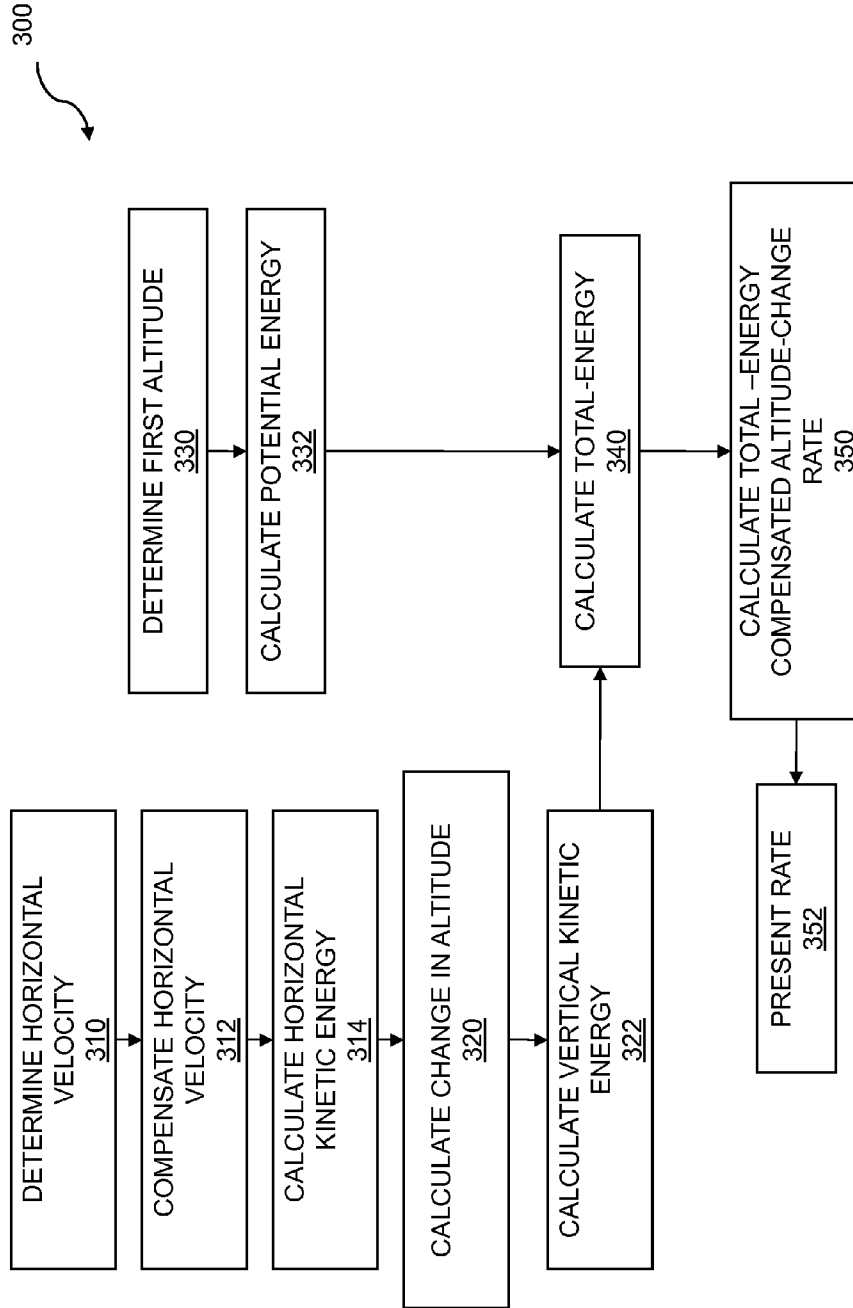 300
DETERMINE HORIZONTAL
VELOCITY
310
COMPENSATE HORIZONTAL
VELOCITY
312
CALCULATE HORIZONTAL
KINETIC ENERGY
314
CALCULATE CHANGE IN ALTITUDE
320
CALCULATE VERTICAL KINETIC
ENERGY
322
DETERMINE FIRST ALTITUDE
330
CALCULATE POTENTIAL ENERGY
332
CALCULATE TOTAL-ENERGY
340
CALCULATE TOTAL –ENERGY
COMPENSATED ALTITUDE-CHANGE
RATE
350
PRESENT RATE
352